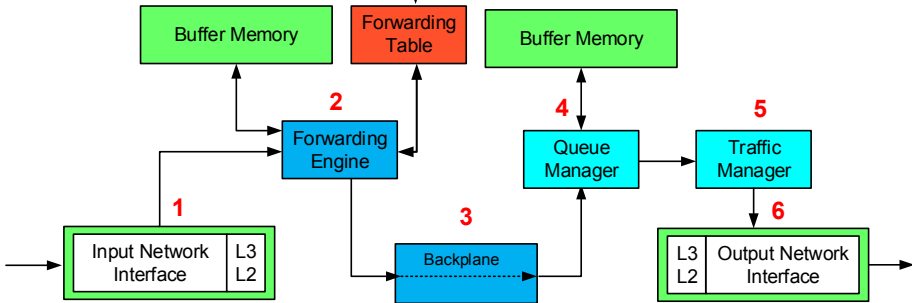 Buffer Memory
Forwarding
Table
Buffer Memory
2
Forwarding
Engine
4
Queue
Manager
5
Traffic
Manager
1
Input Network
Interface
L3
L2
3
Backplane
6
L3
L2
Output Network
Interface